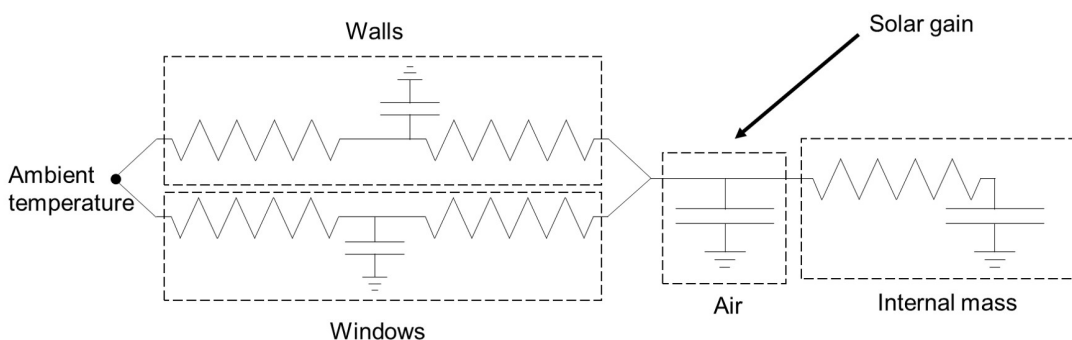 Walls
Solar gain
Ambient
temperature
Air
Internal mass
Windows